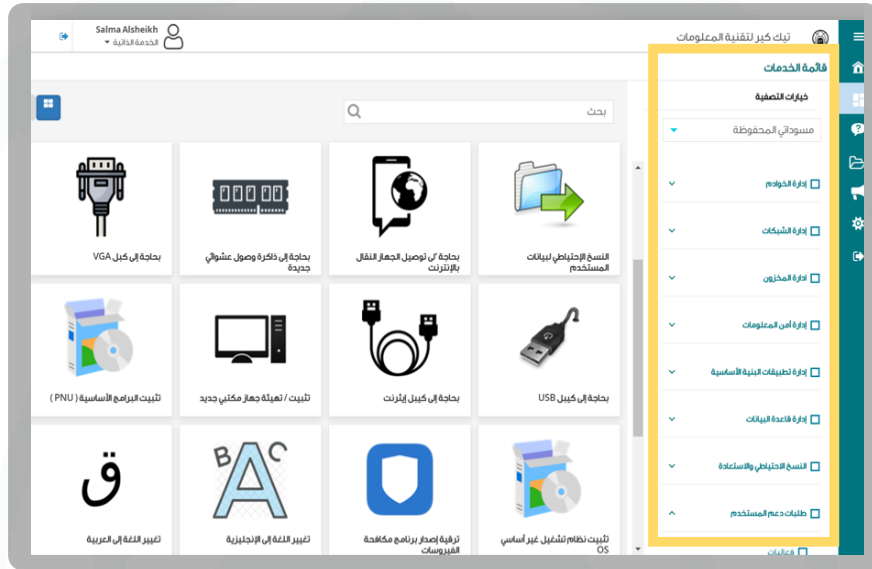 تيك كير لتقنية المعلومات
Salma Alsheikh
الخدمة الذاتية
قائمة الخدمات
خيارات التصفية
مسوداتي المحفوظة
إدارة الخوادم
إدارة الشبكات
ادارة المخزون
إدارة أمن المعلومات
إدارة تطبيقات البنية الأساسية
إدارة قاعدة البيانات
النسخ الاحتياطي والاستعادة
طلبات دعم المستخدم
فعاليات
بحث
النسخ الإحتياطي لبيانات
المستخدم
بحاجة ُلى توصيل الجهاز النقال
بالإنترنت
بحاجة إلى ذاكرة وصول عشوائي
جديدة
بحاجة إلى كبل VGA
بحاجة إلى كيبل USB
بحاجة إلى كيبل إيثرنت
تثبيت / تهيئة جهاز مكتبي جديد
تثبيت البرامج الأساسية ( PNU )
B A C
ق
تثبيت نظام تشغيل غير أساسي
OS
ترقية إصدار برنامج مكافحة
الفيروسات
تغيير اللغة إلى الإنجليزية
تغيير اللغة إلى العربية